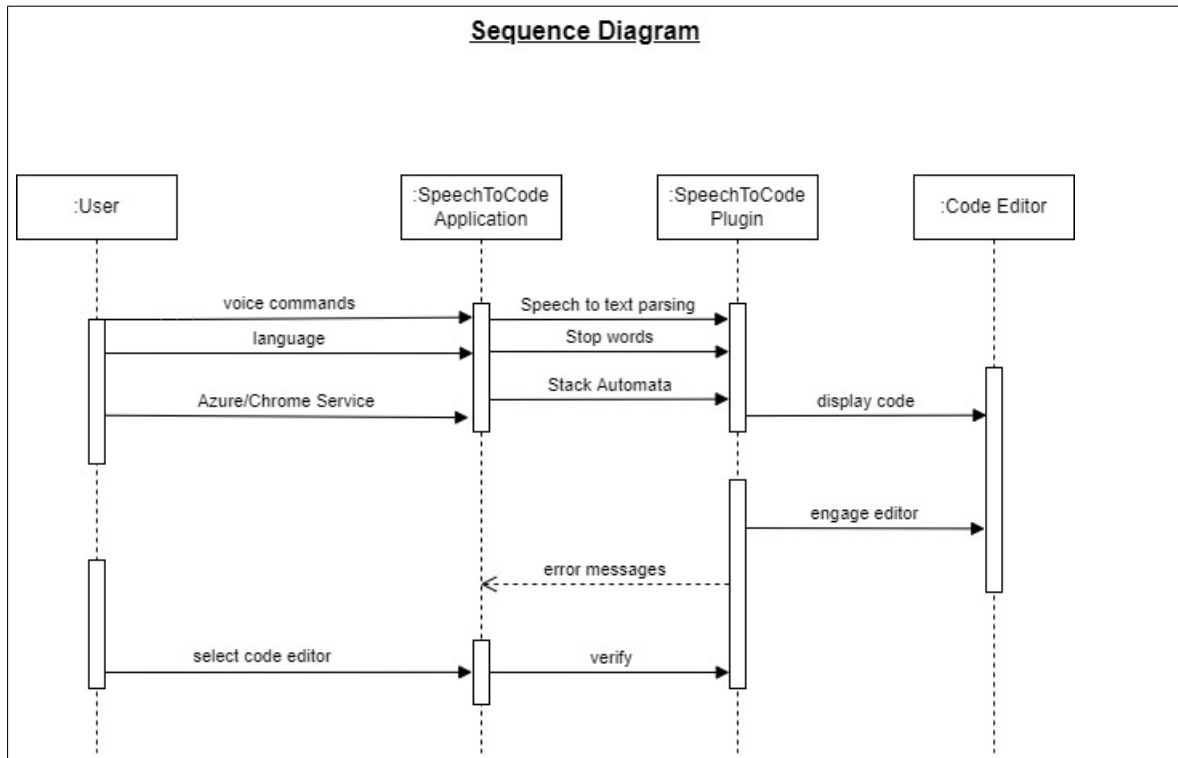 Sequence Diagram
:User
:SpeechToCode
Application
:SpeechToCode
Plugin
:Code Editor
voice commands
Speech to text parsing
language
Stop words
Azure/Chrome Service
Stack Automata
display code
engage editor
error messages
select code editor
verify